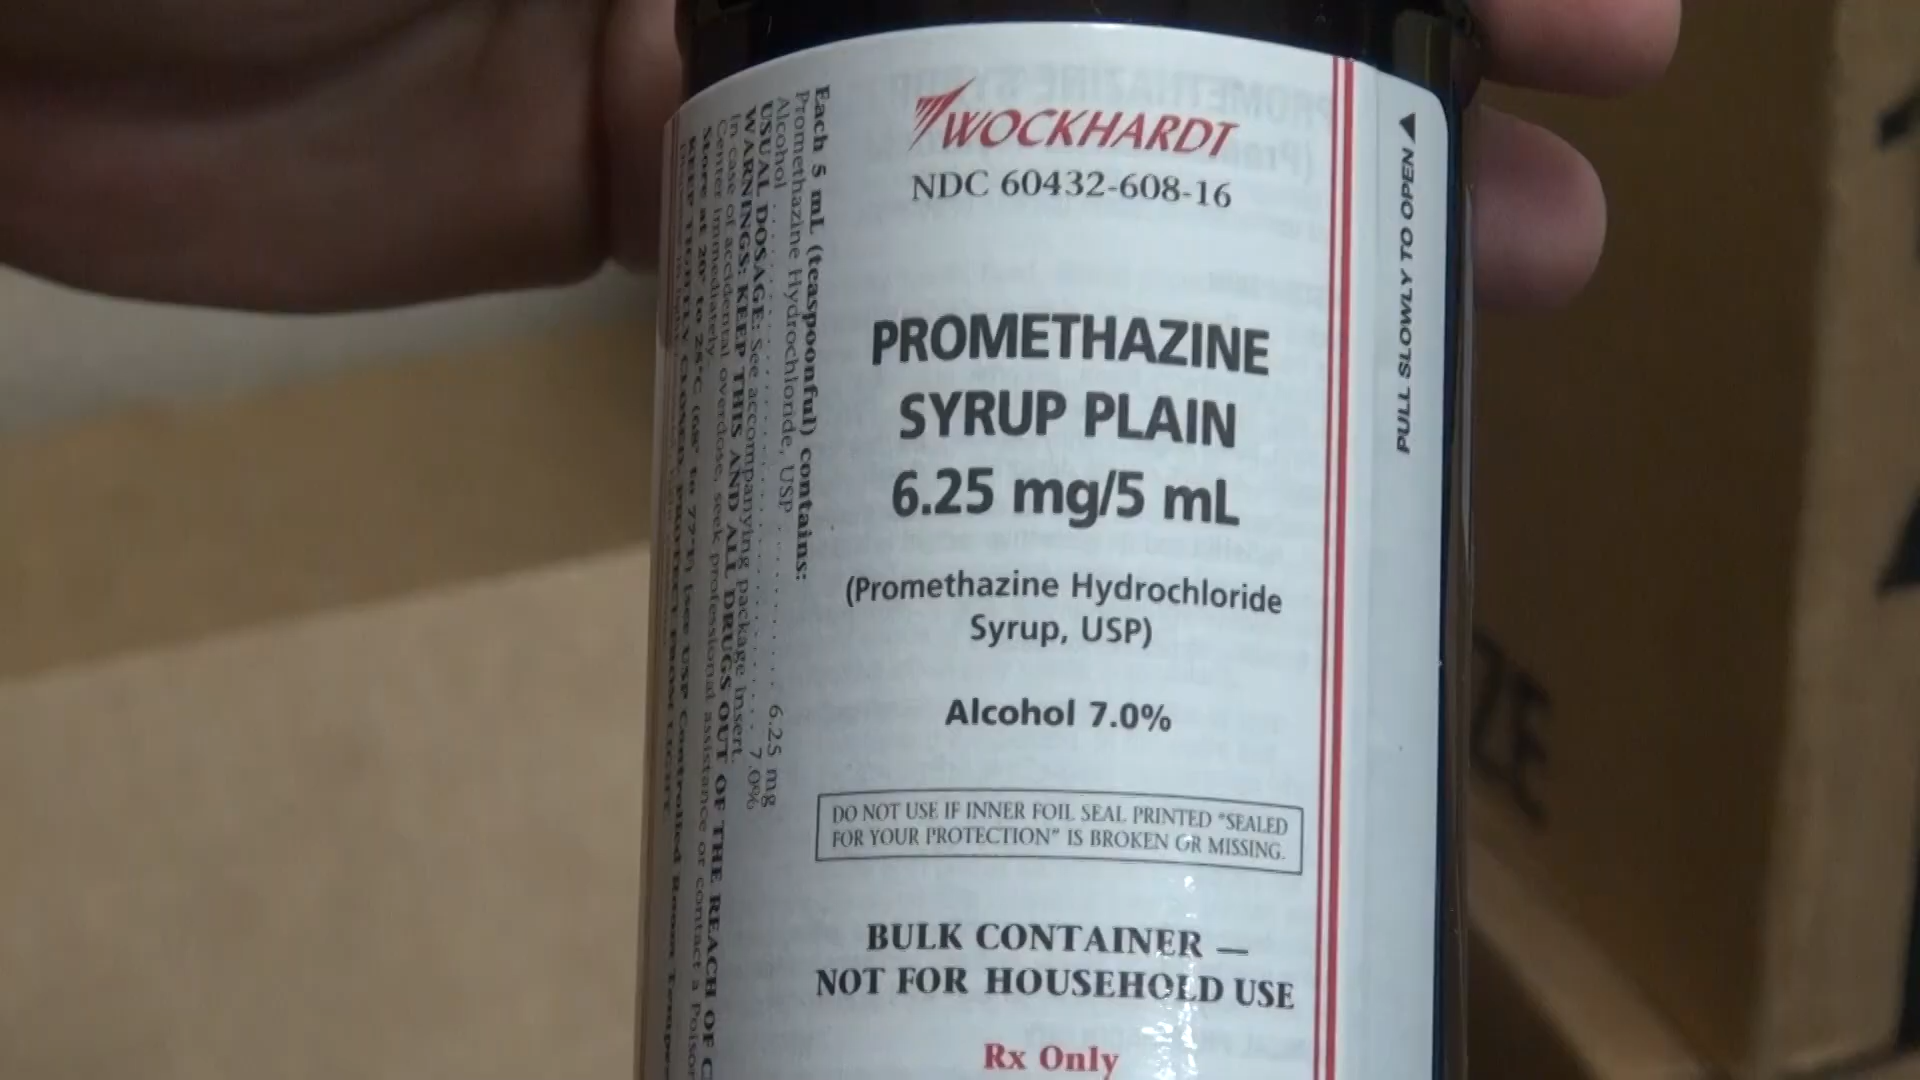 WOCKHARDT
NDC 60432-608-16
PROMETHAZINE
SYRUP PLAIN
6.25 mg/5 mL
(Promethazine Hydrochloride
Syrup, USP)
Alcohol 7.0%
DO NOT USE IF INNER FOIL SEAL PRINTED "SEALED
FOR YOUR PROTECTION" IS BROKEN OR MISSING.
BULK CONTAINER —
NOT FOR HOUSEHOLD USE
Rx Only
Each 5 mL (teaspoonful) contains:
Promethazine Hydrochloride, USP . . . . . . . . . . 6.25 mg
Alcohol . . . . . . . . . . . . . . . . . . . . . . . . . . . . . . 7.0%
USUAL DOSAGE: See accompanying package insert.
WARNINGS: KEEP THIS AND ALL DRUGS OUT OF THE REACH OF C
In case of accidental overdose, seek professional assistance or contact a Poison
Center immediately.
Store at 20° to 25°C (68° to 77°F) [see USP Controlled Room Temper
KEEP TIGHTLY CLOSED. PROTECT FROM LIGHT.
PULL SLOWLY TO OPEN
ZE